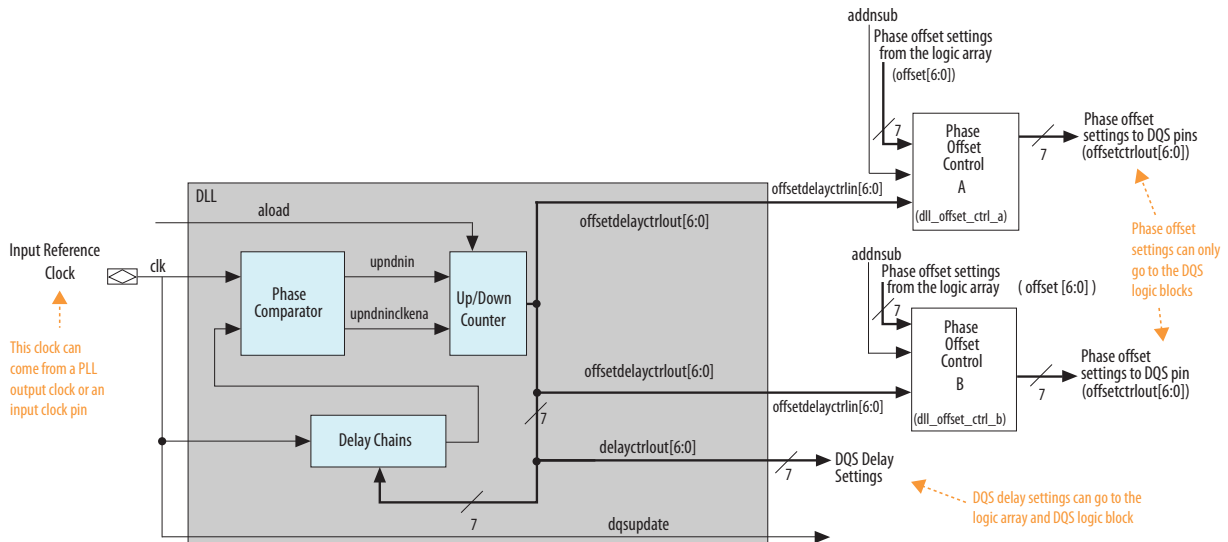 addnsub
Phase offset settings
from the logic array
(offset[6:0])
7
Phase
Offset
Control
A
(dll_offset_ctrl_a)
7
Phase offset
settings to DQS pins
(offsetctrlout[6:0])
DLL
aload
offsetdelayctrlout[6:0]
offsetdelayctrlin[6:0]
Input Reference
Clock
clk
Phase
Comparator
upndnin
upndninclkena
Up/Down
Counter
Phase offset
settings can only
go to the DQS
logic blocks
addnsub
Phase offset settings
from the logic array
( offset [6:0] )
7
Phase
Offset
Control
B
(dll_offset_ctrl_b)
7
Phase offset
settings to DQS pin
(offsetctrlout[6:0])
This clock can
come from a PLL
output clock or an
input clock pin
offsetdelayctrlout[6:0]
offsetdelayctrlin[6:0]
7
Delay Chains
delayctrlout[6:0]
7
DQS Delay
Settings
7
DQS delay settings can go to the
logic array and DQS logic block
dqsupdate